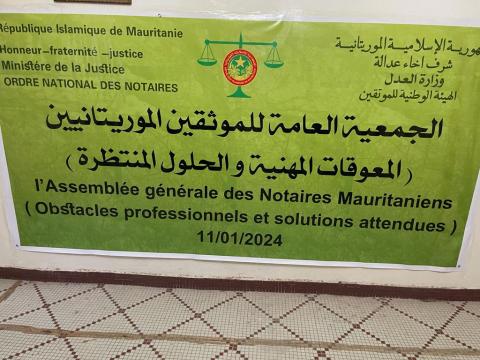 République Islamique de Mauritanie
Honneur-fraternité-justice
Ministère de la Justice
ORDRE NATIONAL DES NOTAIRES
الإسلامية الموريتانية
شرف إخاء عدالة
وزارة العدل
الهيئة الوطنية للموثقين
الجمعية العامة للموثقين الموريتانيين
( المعوقات المهنية و الحلول المنتظرة )
l'Assemblée générale des Notaires Mauritaniens
( Obstacles professionnels et solutions attendues )
11/01/2024